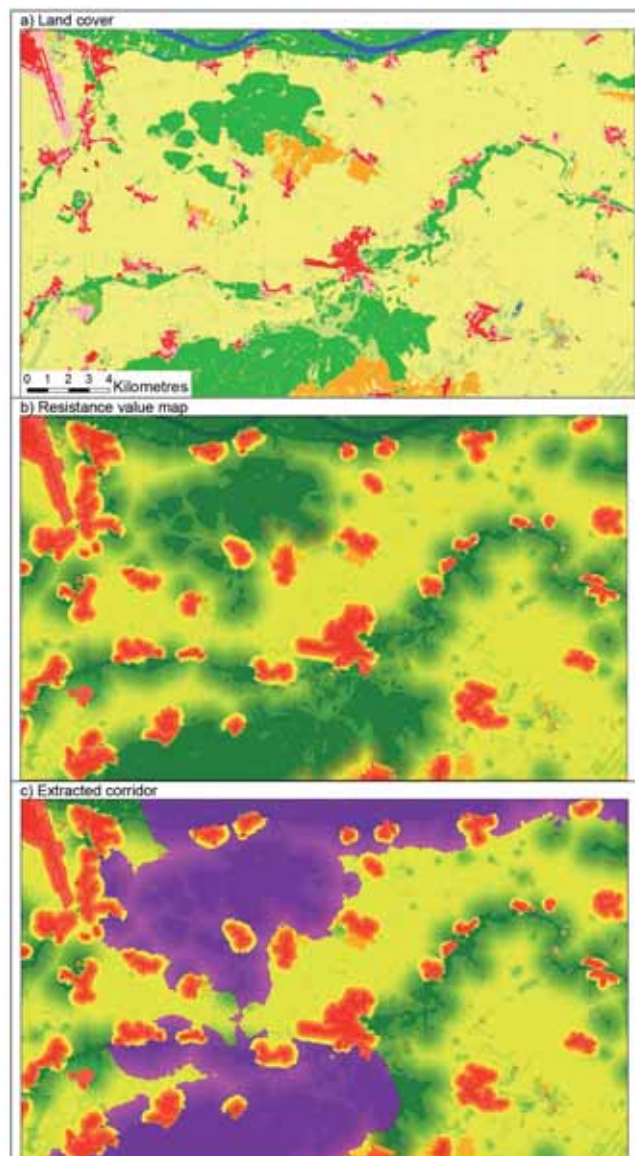 a) Land cover
0 1 2 3 4
Kilometres
b) Resistance value map
c) Extracted corridor